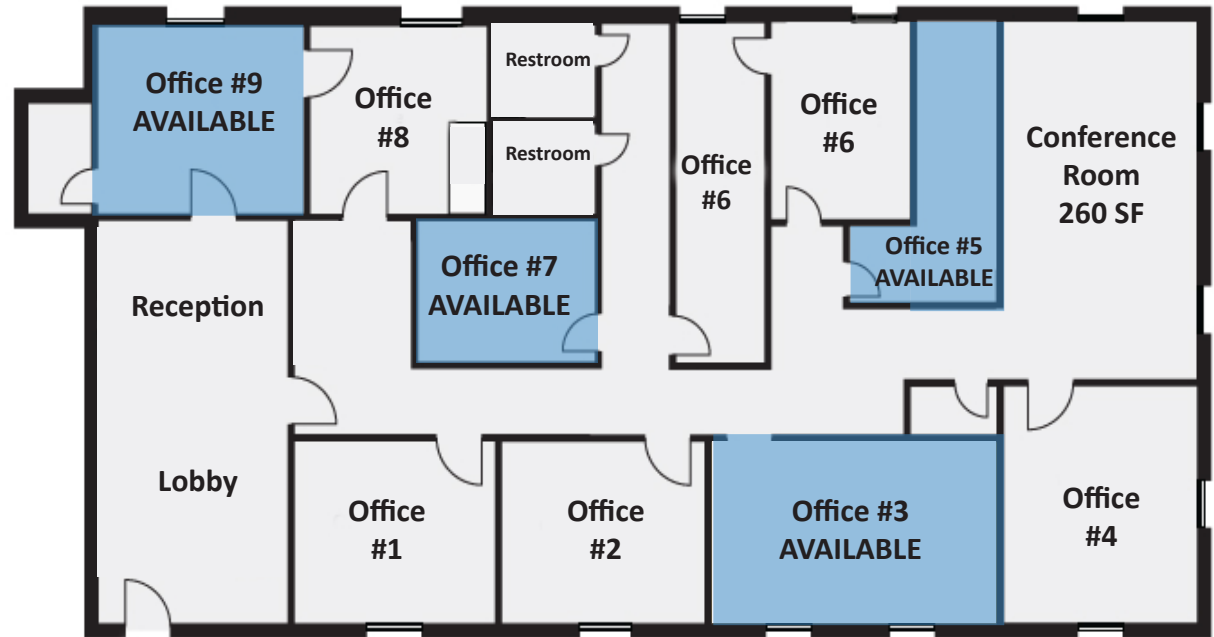 Office #9
AVAILABLE
Office
#8
Restroom
Restroom
Office
#6
Office
#6
Conference
Room
260 SF
Office #5
AVAILABLE
Office #7
AVAILABLE
Reception
Lobby
Office
#1
Office
#2
Office #3
AVAILABLE
Office
#4